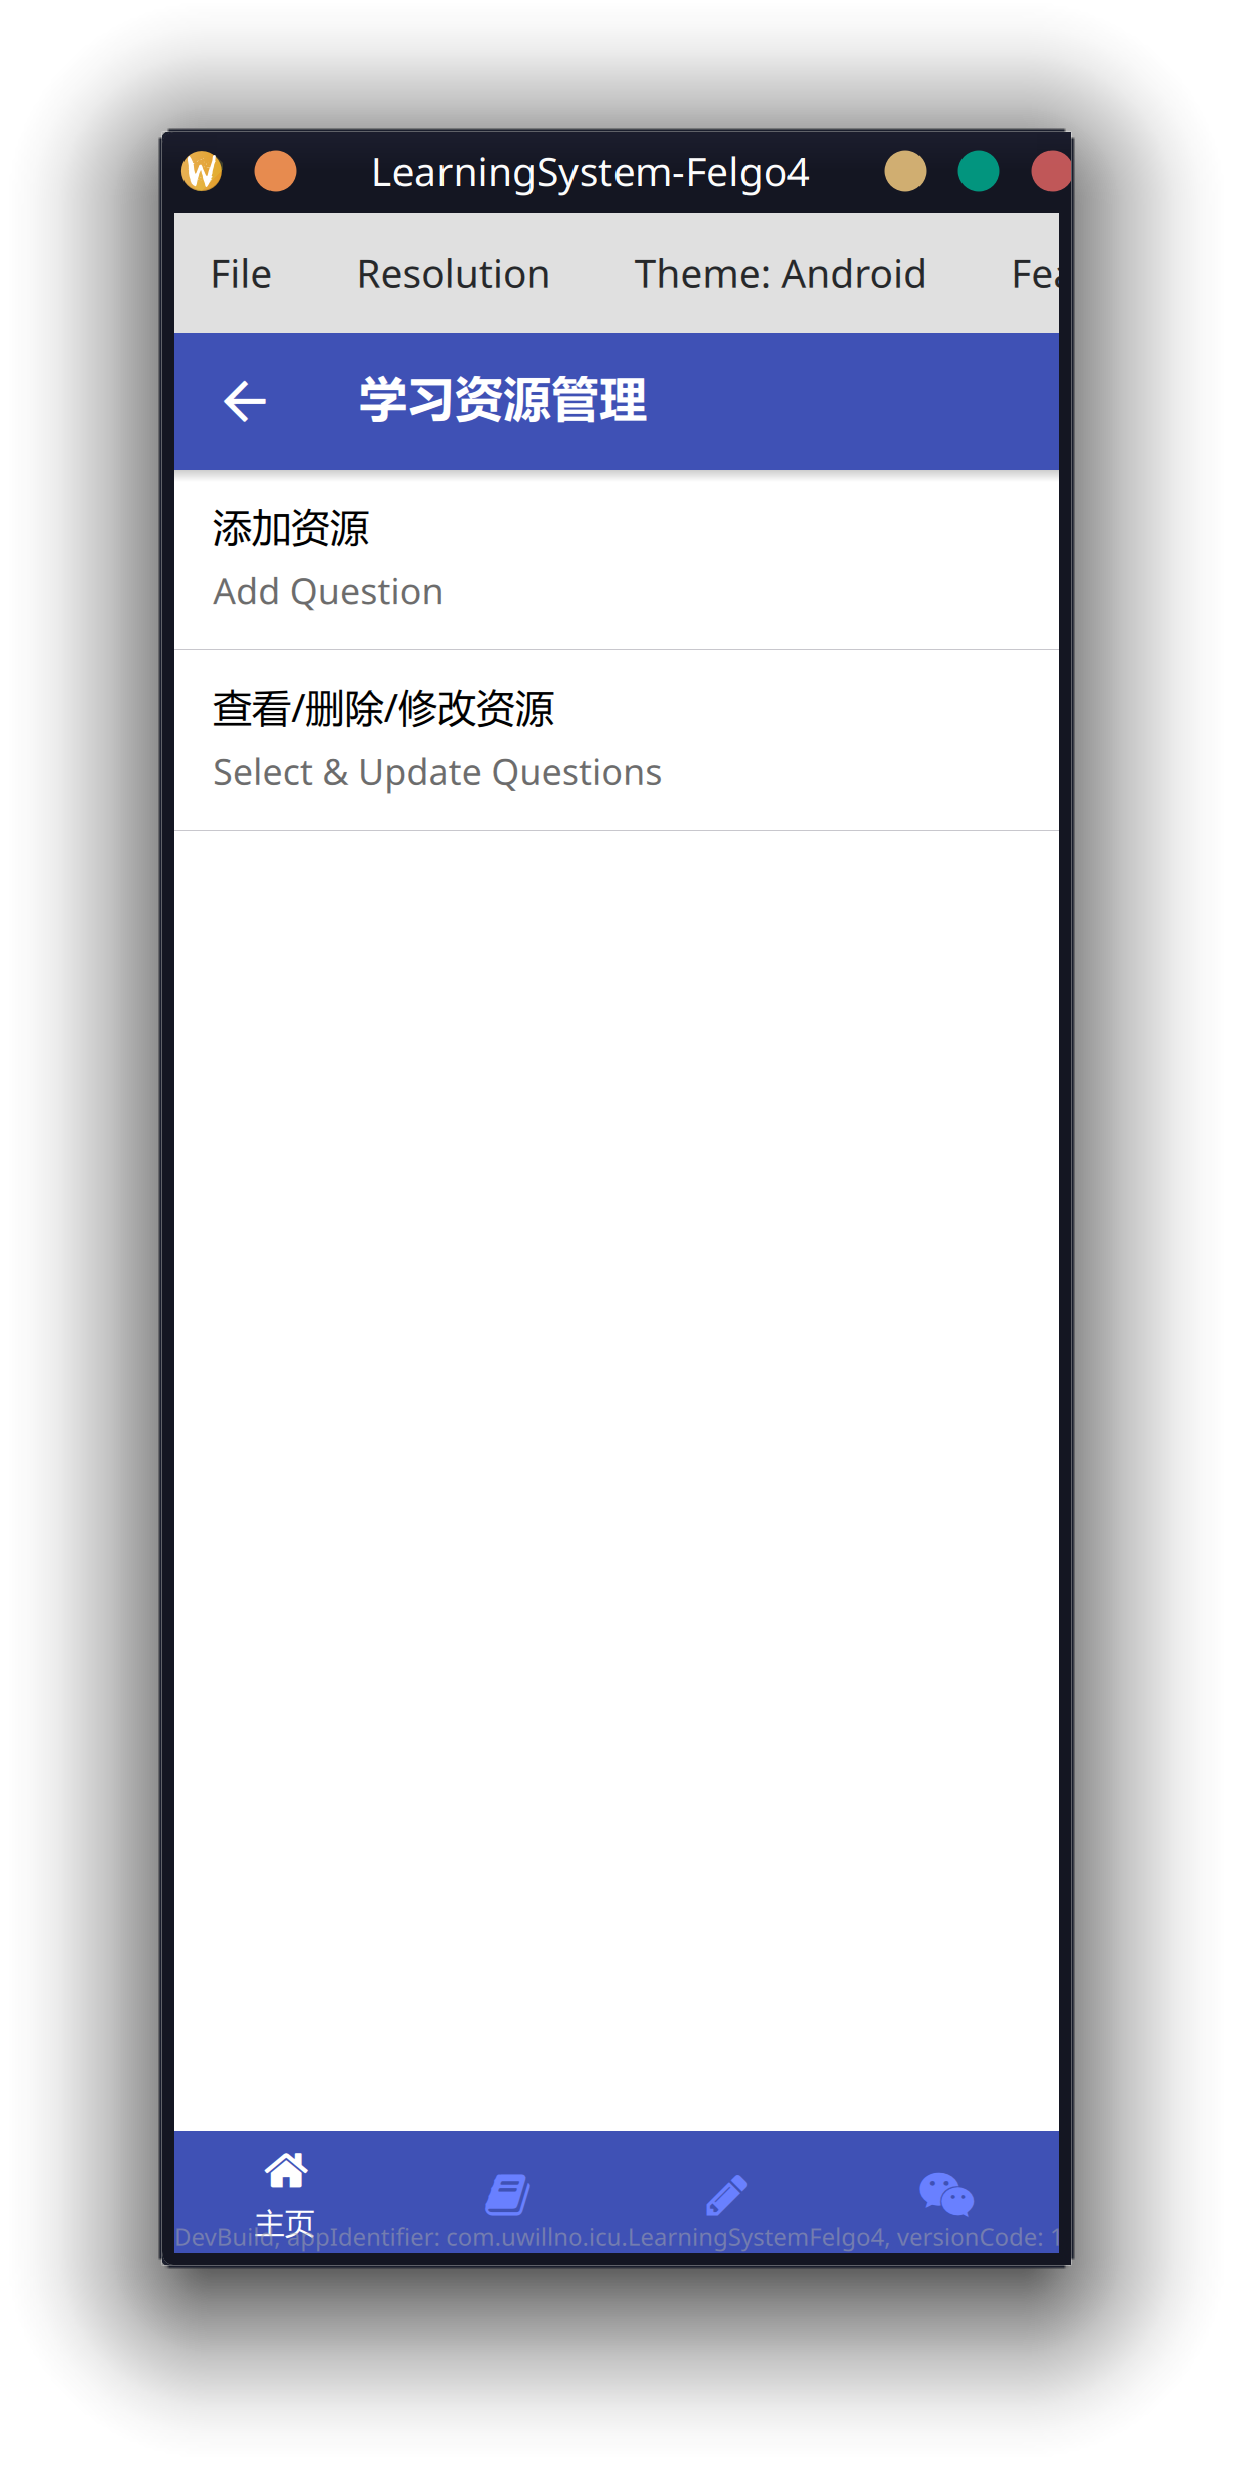 LearningSystem-Felgo4
File Resolution Theme: Android Fea
学习资源管理
添加资源
Add Question
查看/删除/修改资源
Select & Update Questions
主页
DevBuild, appIdentifier: com.uwillno.icu.LearningSystemFelgo4, versionCode: 1